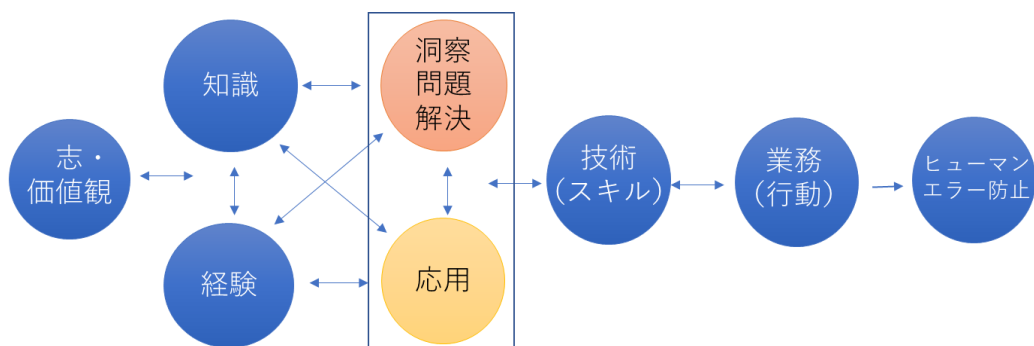 志・
価値観
知識
経験
洞察
問題
解決
応用
技術
(スキル)
業務
(行動)
ヒューマン
エラー防止